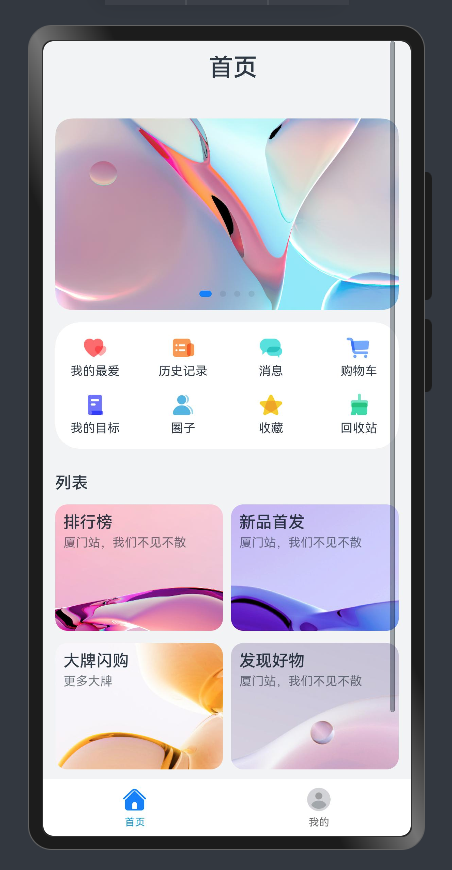 首页
我的最爱
历史记录
消息
购物车
我的目标
圈子
收藏
回收站
列表
排行榜
厦门站，我们不见不散
新品首发
厦门站，我们不见不散
大牌闪购
更多大牌
发现好物
厦门站，我们不见不散
首页
我的